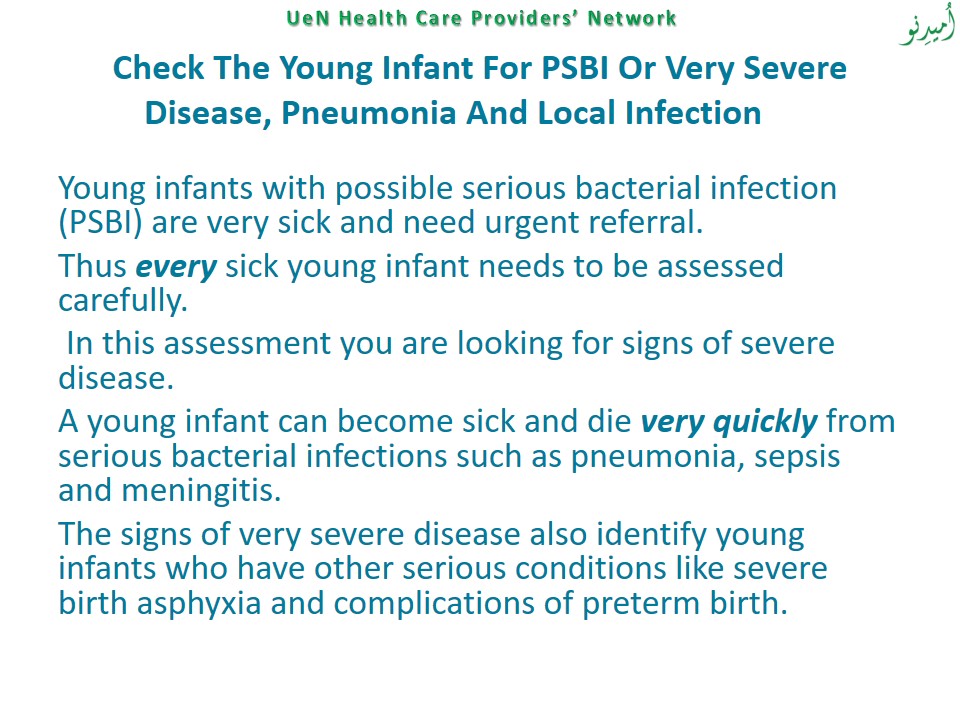 UeN Health Care Providers’ Network
اُمیدِنو
Check The Young Infant For PSBI Or Very Severe
Disease, Pneumonia And Local Infection
Young infants with possible serious bacterial infection
(PSBI) are very sick and need urgent referral.
Thus every sick young infant needs to be assessed
carefully.
In this assessment you are looking for signs of severe
disease.
A young infant can become sick and die very quickly from
serious bacterial infections such as pneumonia, sepsis
and meningitis.
The signs of very severe disease also identify young
infants who have other serious conditions like severe
birth asphyxia and complications of preterm birth.